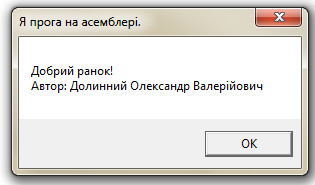 Я прога на асемблері.
Добрий ранок!
Автор: Долинний Олександр Валерійович
OK